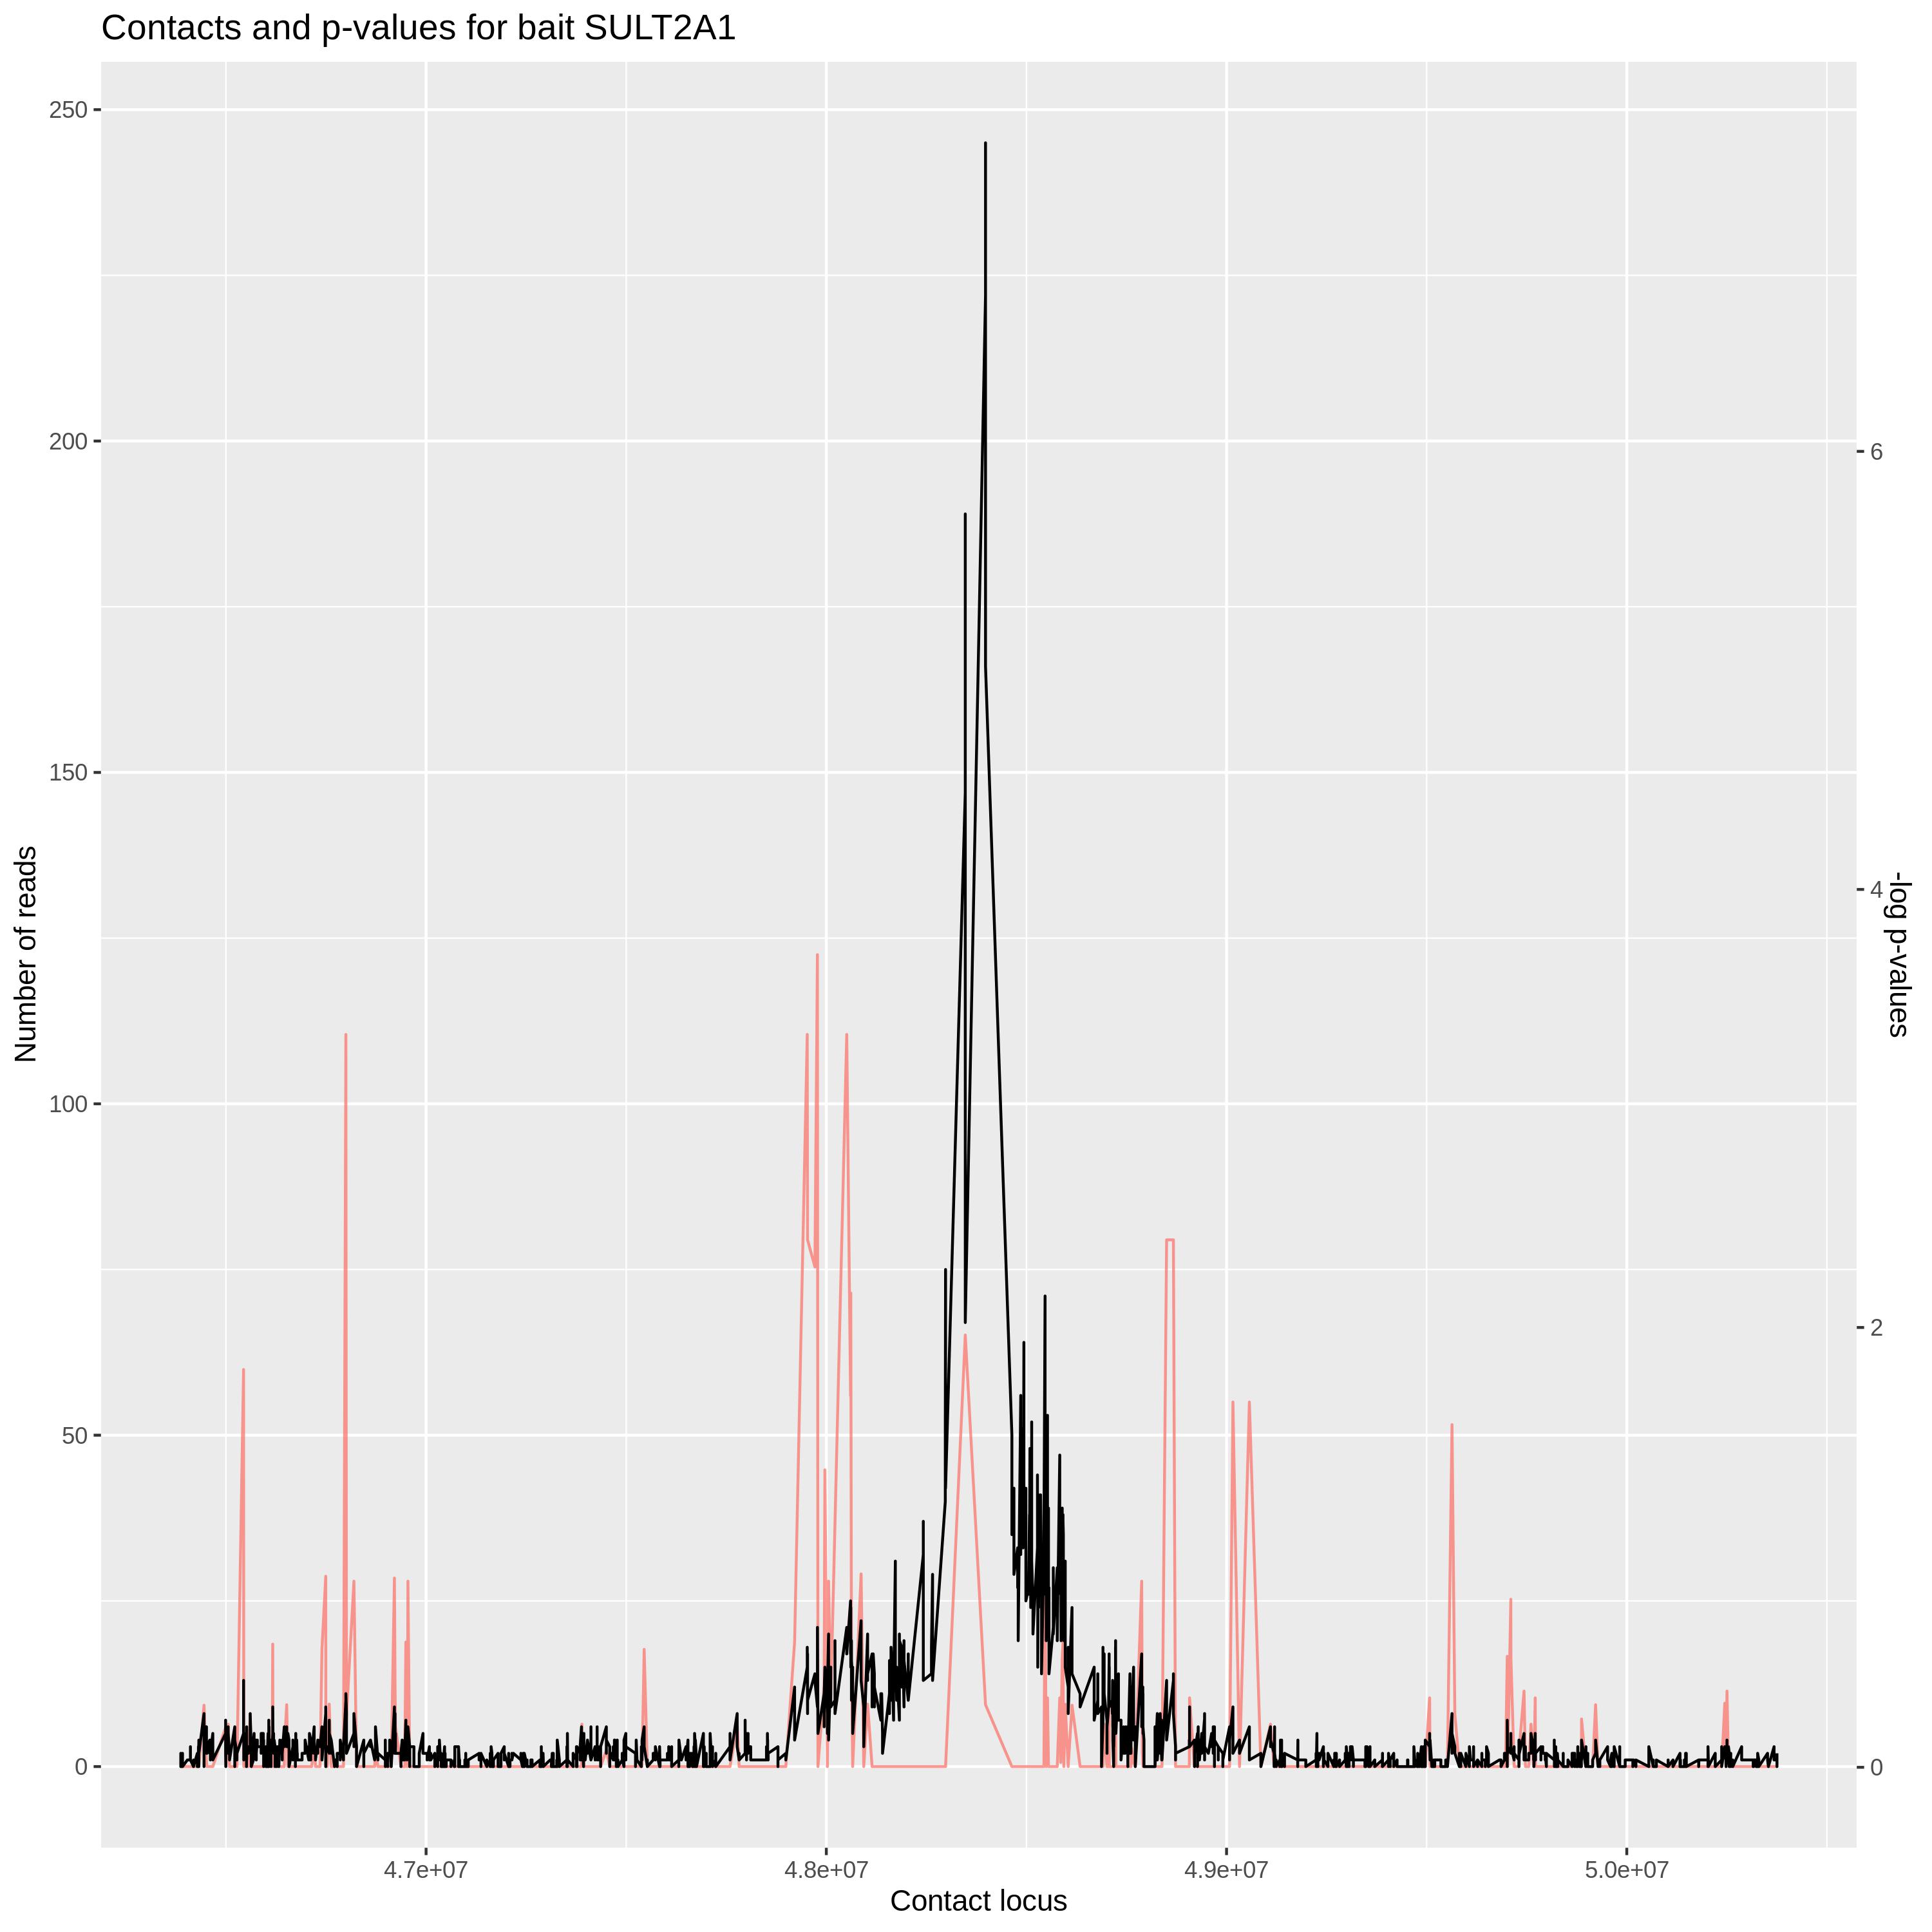 Contacts and p-values for bait SULT2A1
250
200
150
100
50
0
Number of reads
6
4
2
0
-log p-values
4.7e+07
4.8e+07
4.9e+07
5.0e+07
Contact locus